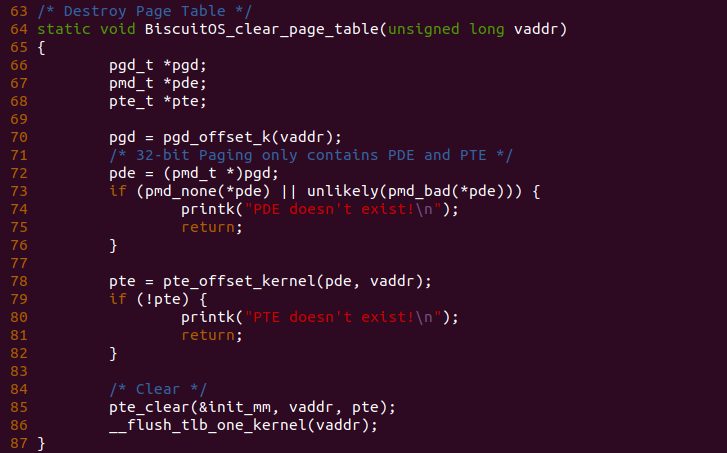 63 /* Destroy Page Table */
64 static void BiscuitOS_clear_page_table(unsigned long vaddr)
65 {
66         pgd_t *pgd;
67         pmd_t *pde;
68         pte_t *pte;
69
70         pgd = pgd_offset_k(vaddr);
71         /* 32-bit Paging only contains PDE and PTE */
72         pde = (pmd_t *)pgd;
73         if (pmd_none(*pde) || unlikely(pmd_bad(*pde))) {
74                 printk("PDE doesn't exist!\n");
75                 return;
76         }
77
78         pte = pte_offset_kernel(pde, vaddr);
79         if (!pte) {
80                 printk("PTE doesn't exist!\n");
81                 return;
82         }
83
84         /* Clear */
85         pte_clear(&init_mm, vaddr, pte);
86         __flush_tlb_one_kernel(vaddr);
87 }